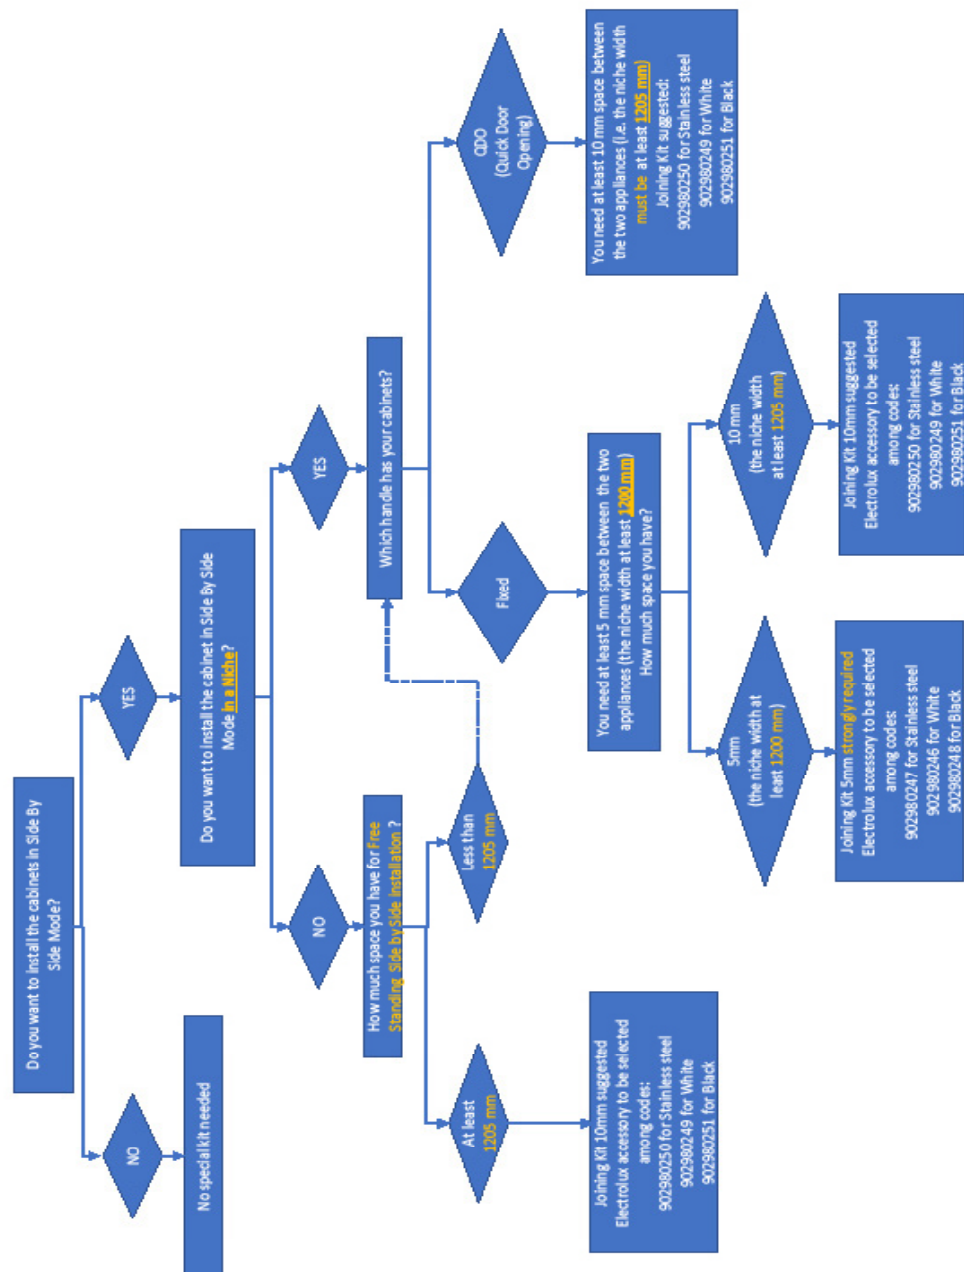 Do you want to install the cabinets in Side By
Side Mode?
NO
YES
No special kit needed
Do you want to install the cabinet in Side By Side
Mode in a Niche?
NO
YES
How much space you have for Free
Standing Side by Side Installation ?
Which handle has your cabinets?
At least
1205 mm
Less than
1205 mm
Fixed
QDO
(Quick Door
Opening)
Joining Kit 10mm suggested
Electrolux accessory to be selected
among codes:
902980250 for Stainless steel
902980249 for White
902980251 for Black
You need at least 5 mm space between the two
appliances (the niche width at least 1200 mm)
How much space you have?
You need at least 10 mm space between
the two appliances (i.e. the niche width
must be at least 1205 mm)
Joining Kit suggested:
902980250 for Stainless steel
902980249 for White
902980251 for Black
5mm
(the niche width at
least 1200 mm)
10 mm
(the niche width
at least 1205 mm)
Joining Kit 5mm strongly required
Electrolux accessory to be selected
among codes:
902980247 for Stainless steel
902980246 for White
902980248 for Black
Joining Kit 10mm suggested
Electrolux accessory to be selected
among codes:
902980250 for Stainless steel
902980249 for White
902980251 for Black